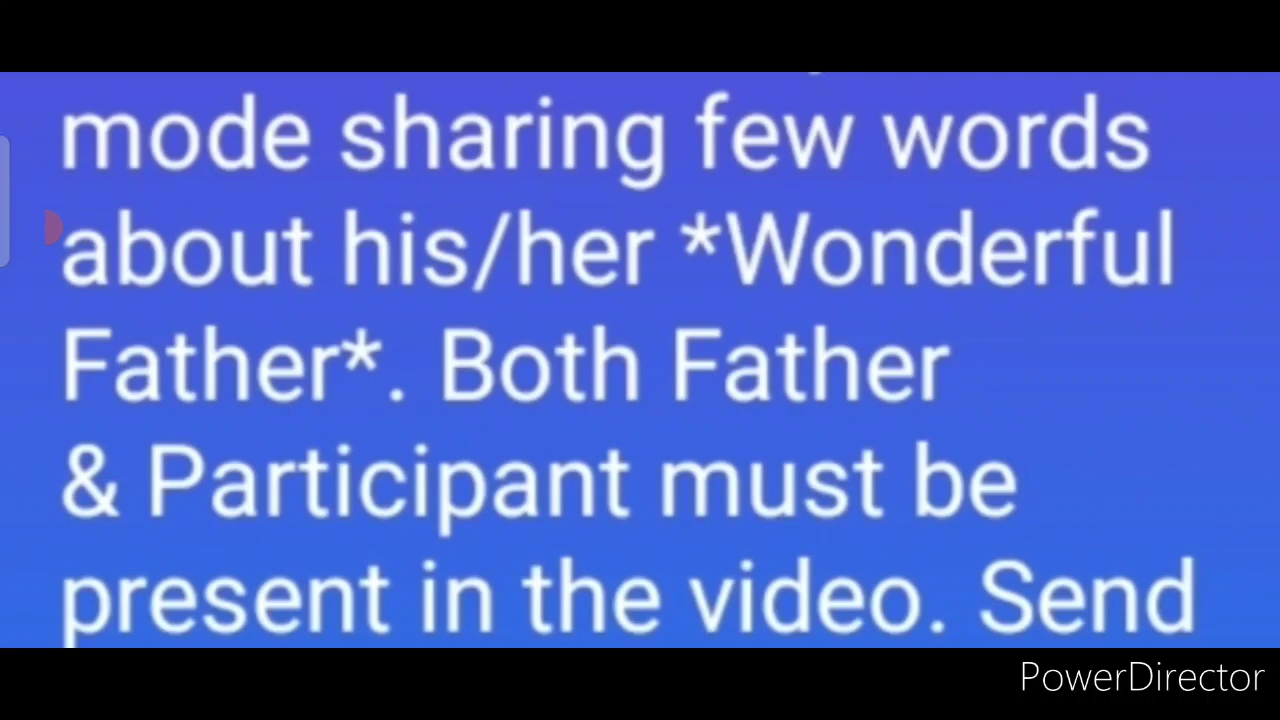 mode sharing few words
about his/her *Wonderful
Father*. Both Father
& Participant must be
present in the video. Send
PowerDirector